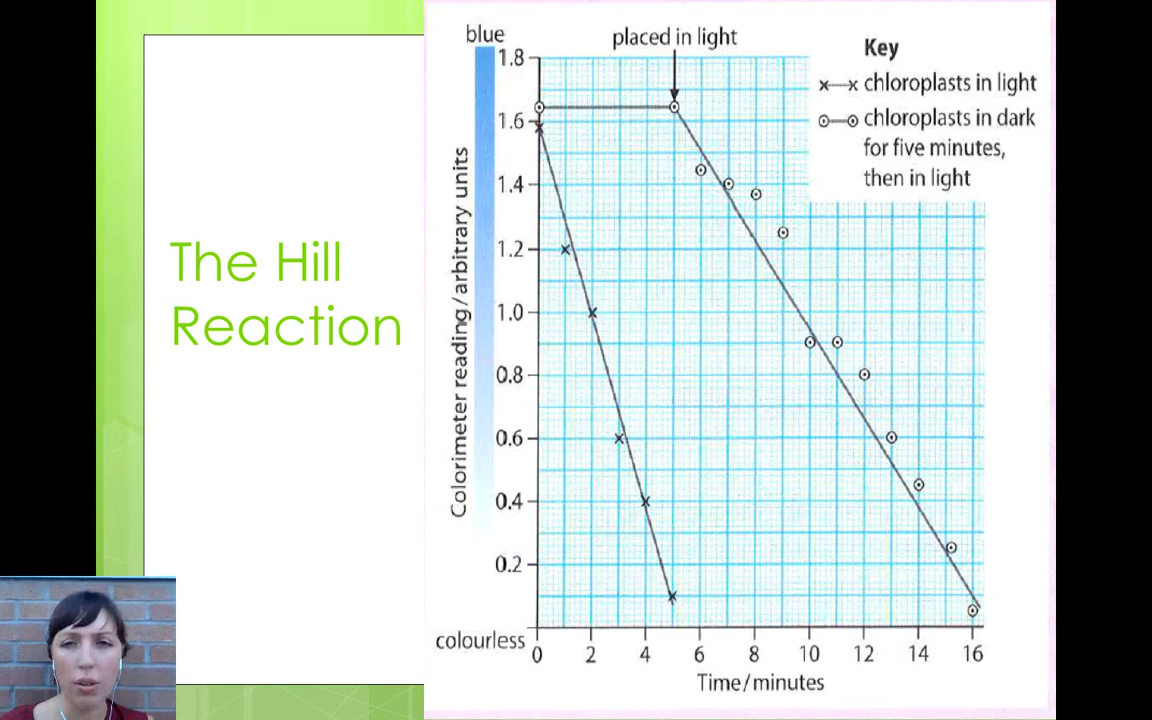 The Hill
Reaction
blue
placed in light
Key
x—x chloroplasts in light
chloroplasts in dark
for five minutes,
then in light
Colorimeter reading/arbitrary units
1.8
1.6
1.4
1.2
1.0
0.8
0.6
0.4
0.2
colourless
0 2 4 6 8 10 12 14 16
Time/minutes